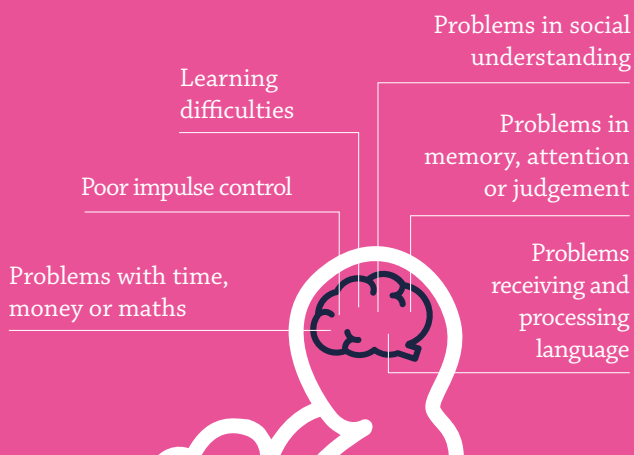 Problems in social
understanding
Learning
difficulties
Problems in
memory, attention
or judgement
Poor impulse control
Problems
receiving and
processing
language
Problems with time,
money or maths